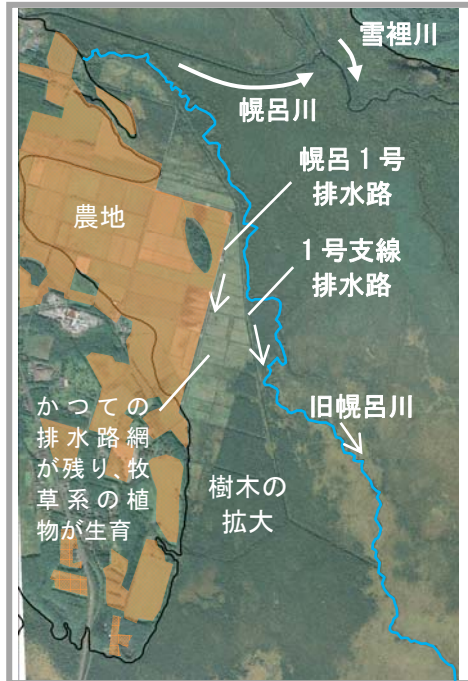 雪裡川
幌呂川
幌呂1号
排水路
農地
1号支線
排水路
旧幌呂川
かつての
排水路網
が残り、牧
草系の植
物が生育
樹木の
拡大